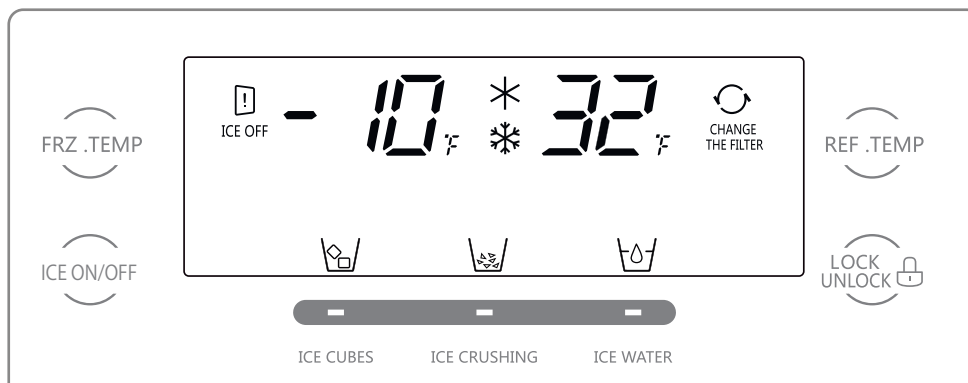 FRZ .TEMP
ICE OFF
-10°F
32°F
CHANGE
THE FILTER
REF .TEMP
ICE ON/OFF
LOCK
UNLOCK
ICE CUBES
ICE CRUSHING
ICE WATER